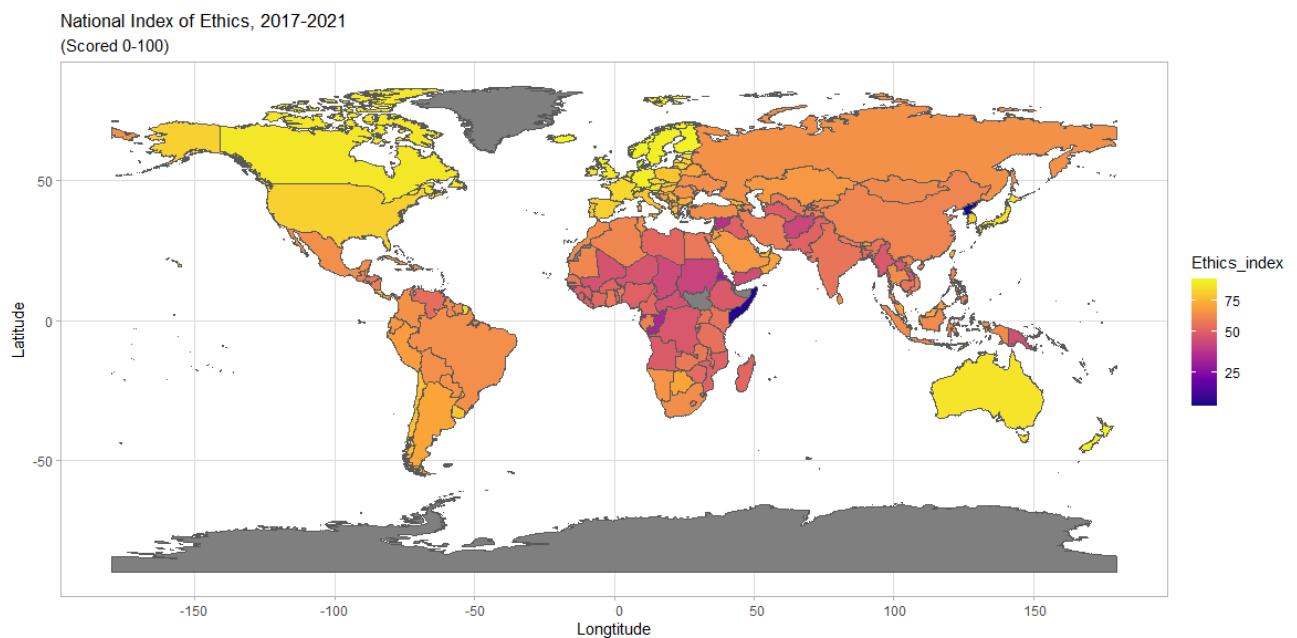 National Index of Ethics, 2017-2021
(Scored 0-100)
Latitude
50
0
-50
-150
-100
-50
0
50
100
150
Longtitude
Ethics_index
75
50
25